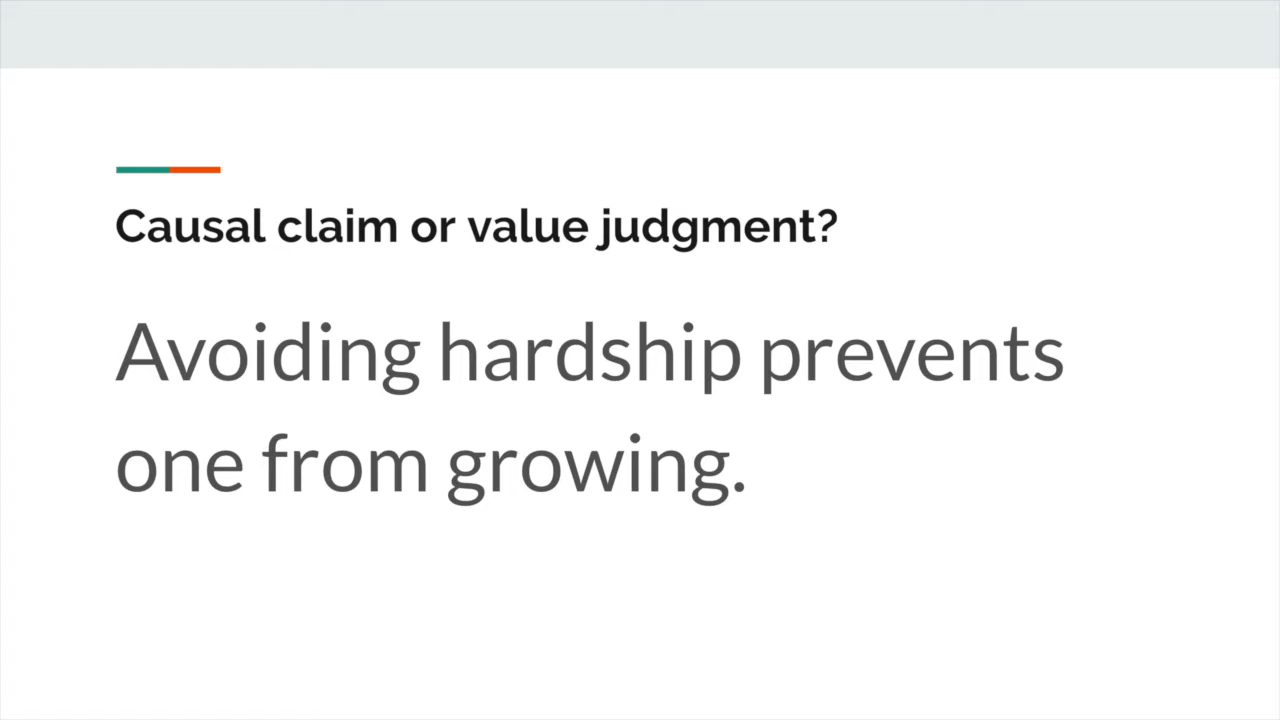 Causal claim or value judgment?
Avoiding hardship prevents
one from growing.